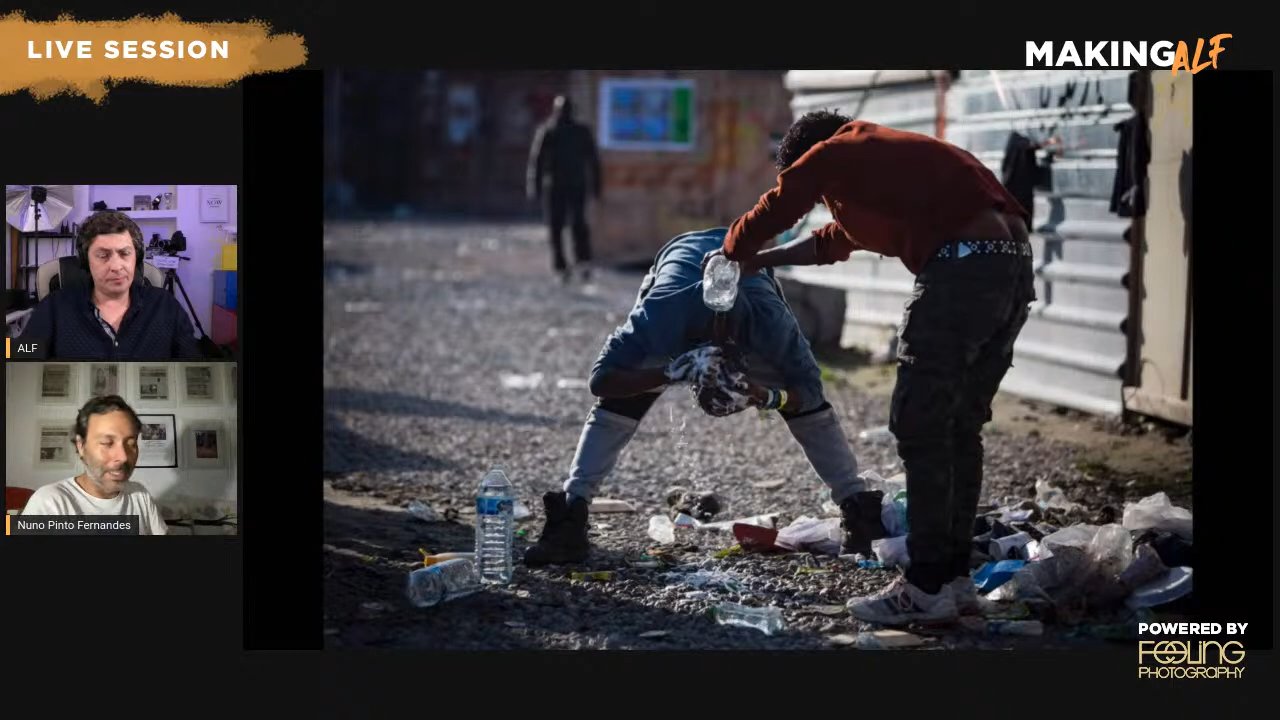 LIVE SESSION
MAKINGALF
ALF
Nuno Pinto Fernandes
POWERED BY
FEELING
PHOTOGRAPHY